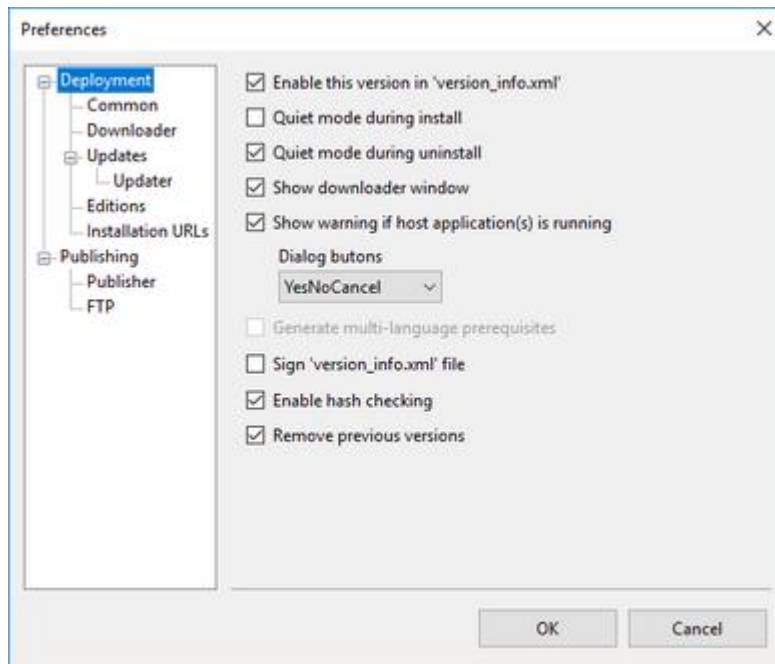 Preferences
Deployment
Common
Downloader
Updates
Updater
Editions
Installation URLs
Publishing
Publisher
FTP
Enable this version in 'version_info.xml'
Quiet mode during install
Quiet mode during uninstall
Show downloader window
Show warning if host application(s) is running
Dialog butons
YesNoCancel
Generate multi-language prerequisites
Sign 'version_info.xml' file
Enable hash checking
Remove previous versions
OK
Cancel